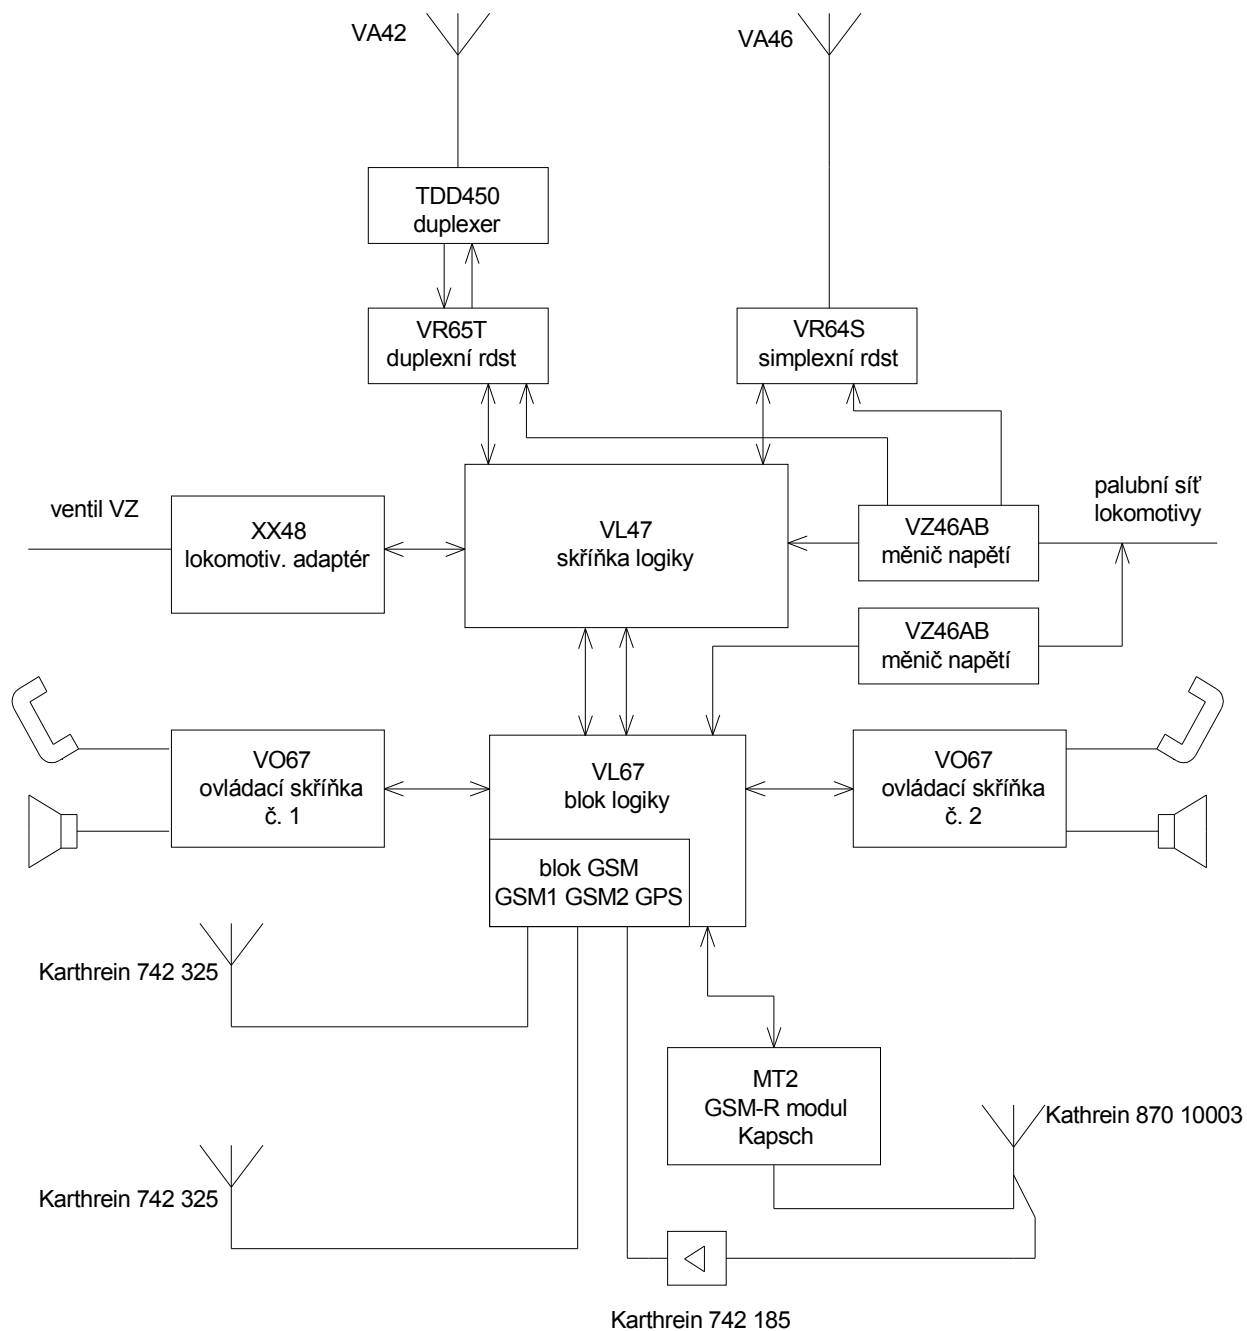 VA42
VA46
TDD450
duplexer
VR65T
duplexní rdst
VR64S
simplexní rdst
ventil VZ
XX48
lokomotiv. adaptér
VL47
skříňka logiky
VZ46AB
měnič napětí
palubní síť
lokomotivy
VZ46AB
měnič napětí
VO67
ovládací skříňka
č. 1
VL67
blok logiky
VO67
ovládací skříňka
č. 2
blok GSM
GSM1 GSM2 GPS
Karthrein 742 325
MT2
GSM-R modul
Kapsch
Kathrein 870 10003
Karthrein 742 325
Karthrein 742 185